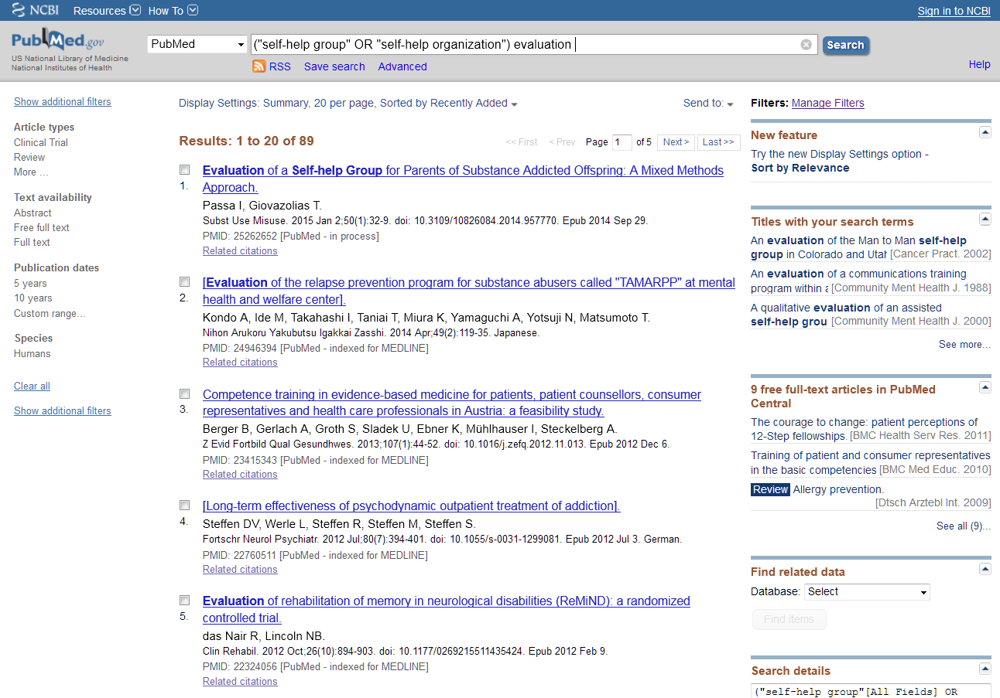 NCBI Resources How To Sign in to NCBI
PubMed.gov
US National Library of Medicine
National Institutes of Health
PubMed
("self-help group" OR "self-help organization") evaluation
Search
RSS Save search Advanced
Help
Show additional filters
Article types
Clinical Trial
Review
More ...
Text availability
Abstract
Free full text
Full text
Publication dates
5 years
10 years
Custom range...
Species
Humans
Clear all
Show additional filters
Display Settings: Summary, 20 per page, Sorted by Recently Added
Send to:
Results: 1 to 20 of 89
<< First < Prev Page 1 of 5 Next > Last >>
Evaluation of a Self-help Group for Parents of Substance Addicted Offspring: A Mixed Methods
1. Approach.
Passa I, Giovazolias T.
Subst Use Misuse. 2015 Jan 2;50(1):32-9. doi: 10.3109/10826084.2014.957770. Epub 2014 Sep 29.
PMID: 25262652 [PubMed - in process]
Related citations
[Evaluation of the relapse prevention program for substance abusers called "TAMARPP" at mental
2. health and welfare center].
Kondo A, Ide M, Takahashi I, Taniai T, Miura K, Yamaguchi A, Yotsuji N, Matsumoto T.
Nihon Arukoru Yakubutsu Igakkai Zasshi. 2014 Apr;49(2):119-35. Japanese.
PMID: 24946394 [PubMed - indexed for MEDLINE]
Related citations
Competence training in evidence-based medicine for patients, patient counsellors, consumer
3. representatives and health care professionals in Austria: a feasibility study.
Berger B, Gerlach A, Groth S, Sladek U, Ebner K, Mühlhauser I, Steckelberg A.
Z Evid Fortbild Qual Gesundhwes. 2013;107(1):44-52. doi: 10.1016/j.zefq.2012.11.013. Epub 2012 Dec 6.
PMID: 23415343 [PubMed - indexed for MEDLINE]
Related citations
[Long-term effectiveness of psychodynamic outpatient treatment of addiction].
4. Steffen DV, Werle L, Steffen R, Steffen M, Steffen S.
Fortschr Neurol Psychiatr. 2012 Jul;80(7):394-401. doi: 10.1055/s-0031-1299081. Epub 2012 Jul 3. German.
PMID: 22760511 [PubMed - indexed for MEDLINE]
Related citations
Evaluation of rehabilitation of memory in neurological disabilities (ReMiND): a randomized
5. controlled trial.
das Nair R, Lincoln NB.
Clin Rehabil. 2012 Oct;26(10):894-903. doi: 10.1177/0269215511435424. Epub 2012 Feb 9.
PMID: 22324056 [PubMed - indexed for MEDLINE]
Related citations
Filters: Manage Filters
New feature
Try the new Display Settings option -
Sort by Relevance
Titles with your search terms
An evaluation of the Man to Man self-help
group in Colorado and Utah [Cancer Pract. 2002]
An evaluation of a communications training
program within a [Community Ment Health J. 1988]
A qualitative evaluation of an assisted
self-help grou [Community Ment Health J. 2000]
See more...
9 free full-text articles in PubMed
Central
The courage to change: patient perceptions of
12-Step fellowships. [BMC Health Serv Res. 2011]
Training of patient and consumer representatives
in the basic competencies [BMC Med Educ. 2010]
Review Allergy prevention.
[Dtsch Arztebl Int. 2009]
See all (9)...
Find related data
Database: Select
Find items
Search details
("self-help group"[All Fields] OR